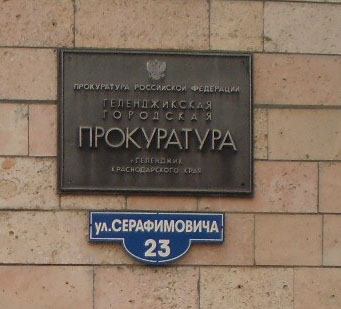 ПРОКУРАТУРА РОССИЙСКОЙ ФЕДЕРАЦИИ
ГЕЛЕНДЖИКСКАЯ
ГОРОДСКАЯ
ПРОКУРАТУРА
г. ГЕЛЕНДЖИК
КРАСНОДАРСКОГО КРАЯ
ул.СЕРАФИМОВИЧА
23